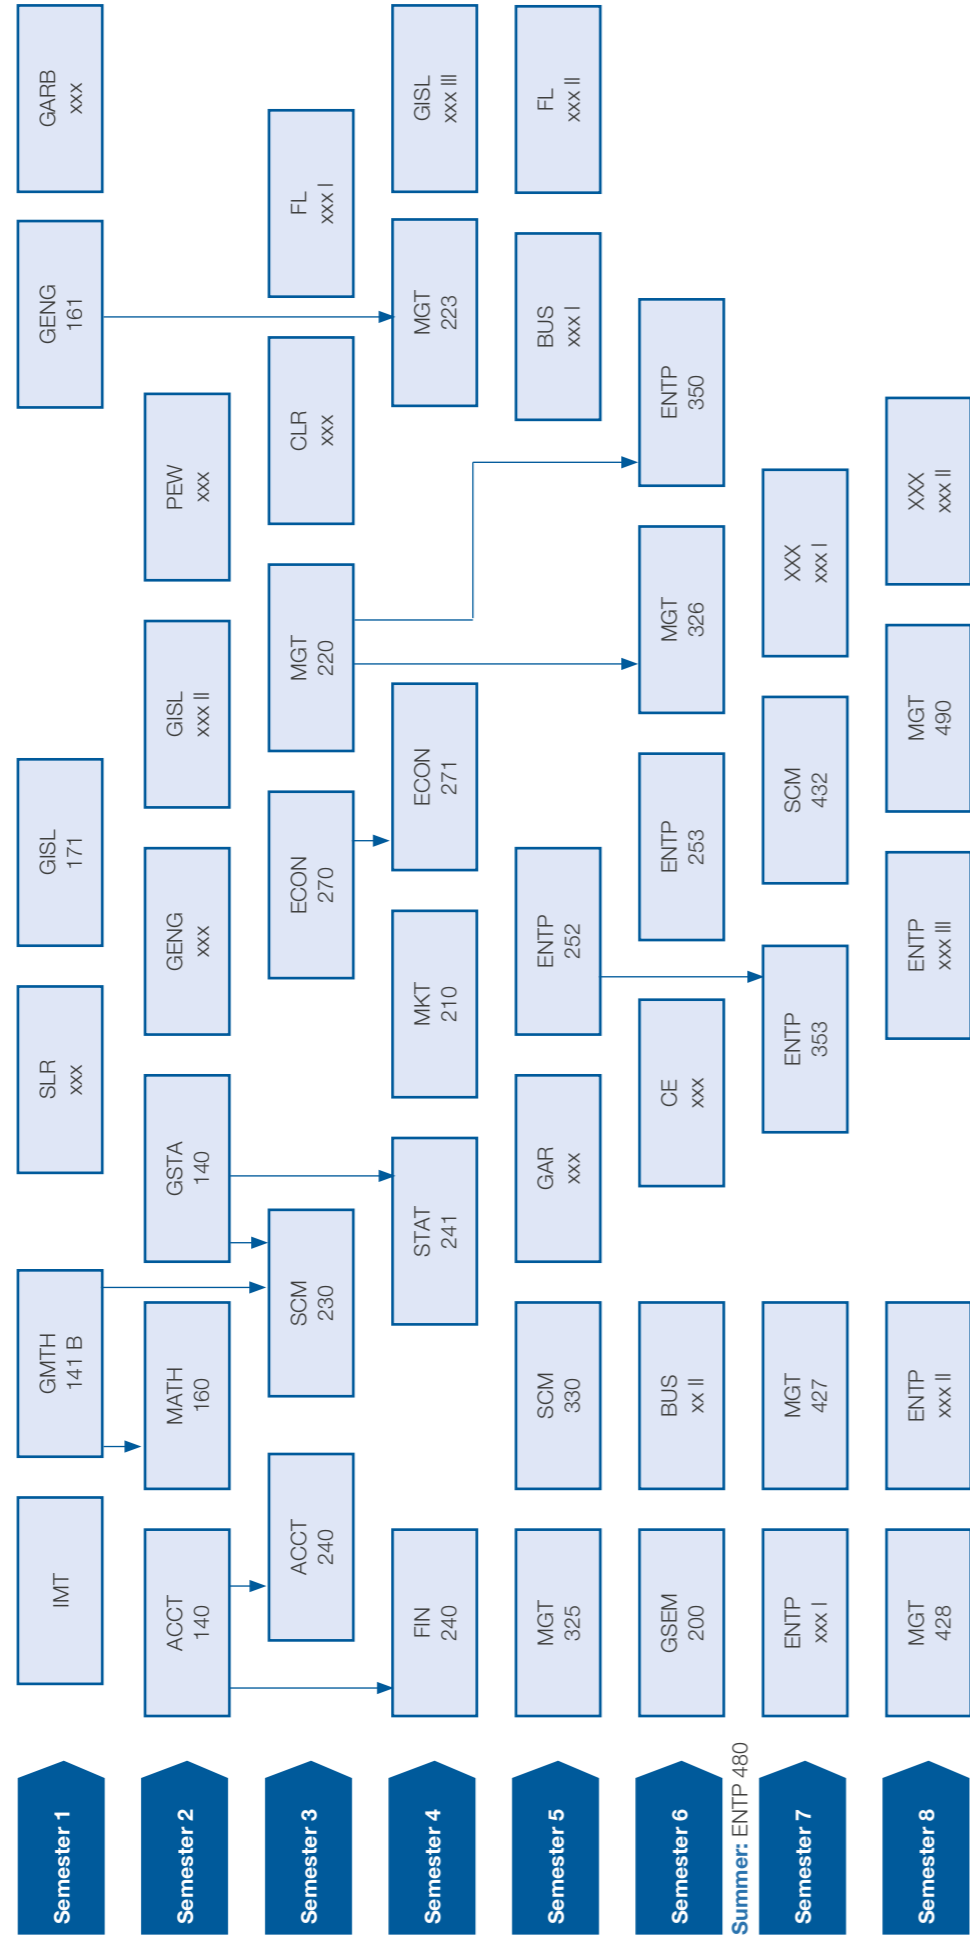 Semester 1
IMT
GMTH
141 B
SLR
xxx
GISL
171
GENG
161
GARB
xxx
Semester 2
ACCT
140
MATH
160
GSTA
140
GENG
xxx
GISL
xxx II
PEW
xxx
Semester 3
ACCT
240
SCM
230
ECON
270
MGT
220
CLR
xxx
FL
xxx I
Semester 4
FIN
240
STAT
241
MKT
210
ECON
271
MGT
223
GISL
xxx III
Semester 5
MGT
325
SCM
330
GAR
xxx
ENTP
252
BUS
xxx I
FL
xxx II
Semester 6
GSEM
200
BUS
xx II
CE
xxx
ENTP
253
MGT
326
ENTP
350
Summer: ENTP 480
Semester 7
ENTP
xxx I
MGT
427
ENTP
353
SCM
432
XXX
xxx I
Semester 8
MGT
428
ENTP
xxx II
ENTP
xxx III
MGT
490
XXX
xxx II